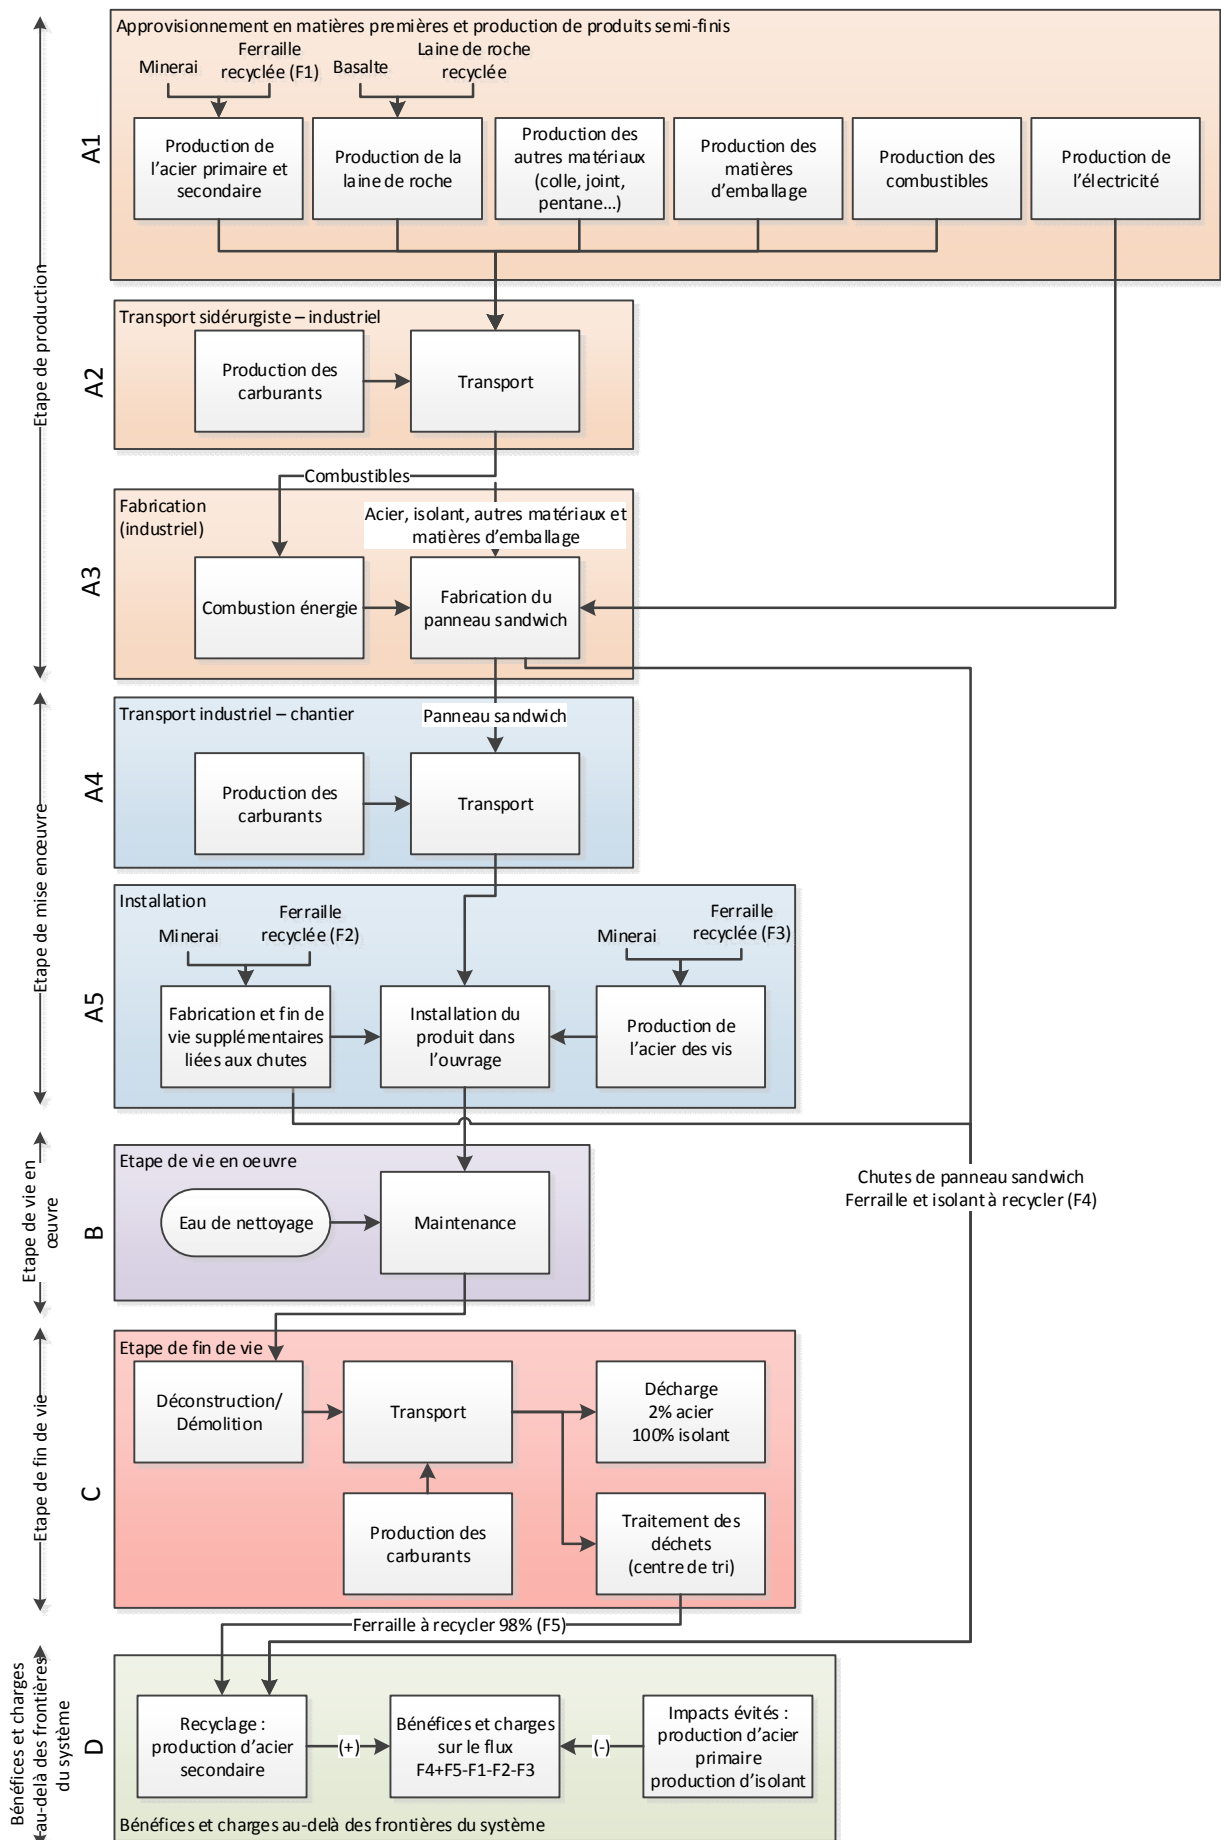 Approvisionnement en matières premières et production de produits semi-finis
Minerai
Ferraille
recyclée (F1)
Basalte
Laine de roche
recyclée
A1
Production de
l'acier primaire et
secondaire
Production de la
laine de roche
Production des
autres matériaux
(colle, joint,
pentane...)
Production des
matières
d'emballage
Production des
combustibles
Production de
l'électricité
Etape de production
Transport sidérurgiste – industriel
A2
Production des
carburants
Transport
Combustibles
Fabrication
(industriel)
Acier, isolant, autres matériaux et
matières d'emballage
A3
Combustion énergie
Fabrication du
panneau sandwich
Transport industriel – chantier
Panneau sandwich
A4
Production des
carburants
Transport
Etape de mise enœuvre
Installation
Minerai
Ferraille
recyclée (F2)
Minerai
Ferraille
recyclée (F3)
A5
Fabrication et fin de
vie supplémentaires
liées aux chutes
Installation du
produit dans
l'ouvrage
Production de
l'acier des vis
Etape de vie en
œuvre
Etape de vie en oeuvre
B
Eau de nettoyage
Maintenance
Chutes de panneau sandwich
Ferraille et isolant à recycler (F4)
Etape de fin de vie
Etape de fin de vie
C
Déconstruction/
Démolition
Transport
Décharge
2% acier
100% isolant
Production des
carburants
Traitement des
déchets
(centre de tri)
Ferraille à recycler 98% (F5)
Bénéfices et charges
au-delà des frontières
du système
D
Recyclage :
production d'acier
secondaire
(+)
Bénéfices et charges
sur le flux
F4+F5-F1-F2-F3
(-)
Impacts évités :
production d'acier
primaire
production d'isolant
Bénéfices et charges au-delà des frontières du système